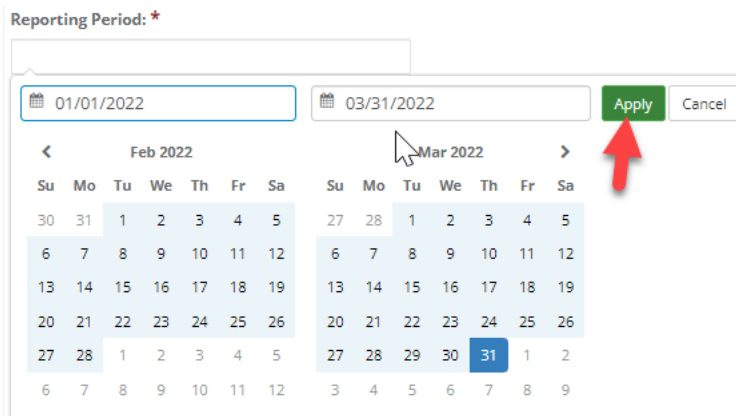 Reporting Period: *
01/01/2022 03/31/2022 Apply Cancel
Feb 2022 Mar 2022
Su Mo Tu We Th Fr Sa Su Mo Tu We Th Fr Sa
30 31 1 2 3 4 5 27 28 1 2 3 4 5
6 7 8 9 10 11 12 6 7 8 9 10 11 12
13 14 15 16 17 18 19 13 14 15 16 17 18 19
20 21 22 23 24 25 26 20 21 22 23 24 25 26
27 28 1 2 3 4 5 27 28 29 30 31 1 2
6 7 8 9 10 11 12 3 4 5 6 7 8 9